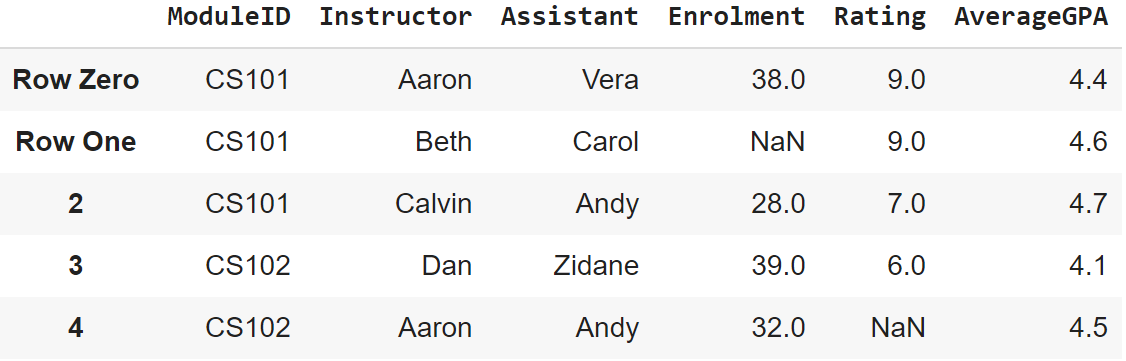 ModuleID Instructor Assistant Enrolment Rating AverageGPA
Row Zero CS101 Aaron Vera 38.0 9.0 4.4
Row One CS101 Beth Carol NaN 9.0 4.6
2 CS101 Calvin Andy 28.0 7.0 4.7
3 CS102 Dan Zidane 39.0 6.0 4.1
4 CS102 Aaron Andy 32.0 NaN 4.5